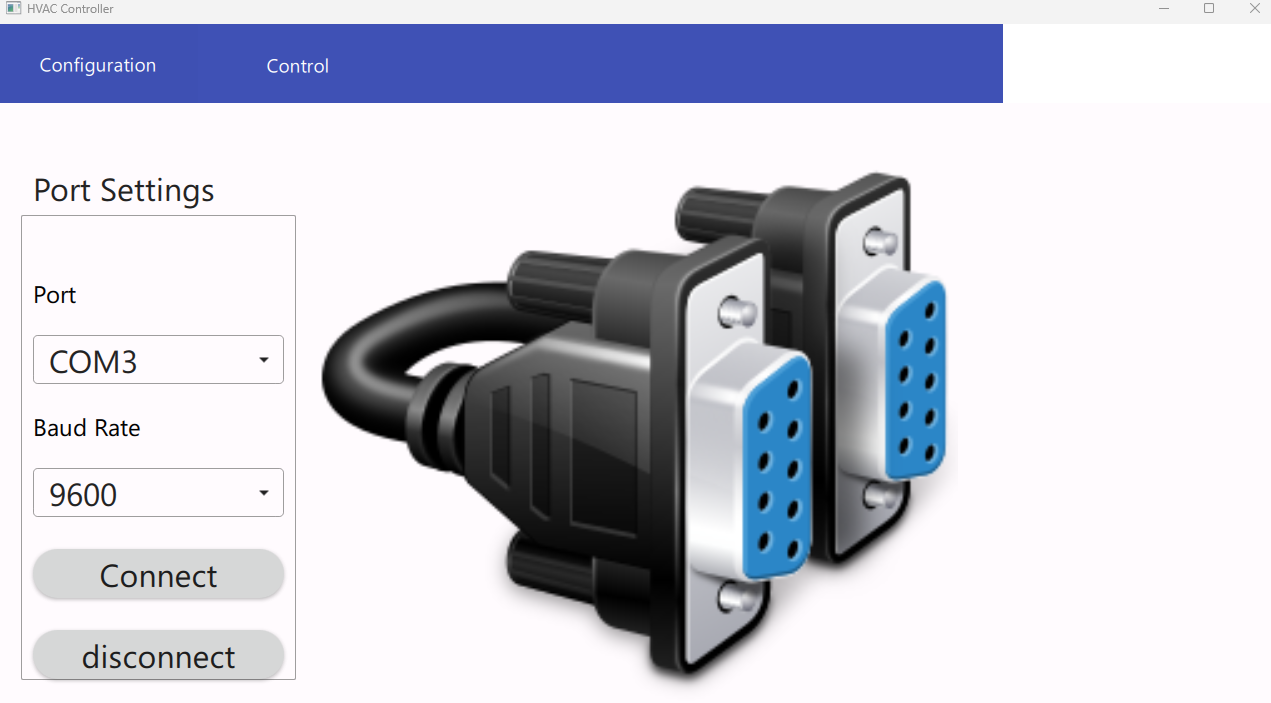 HVAC Controller
Configuration Control
Port Settings
Port
COM3
Baud Rate
9600
Connect
disconnect